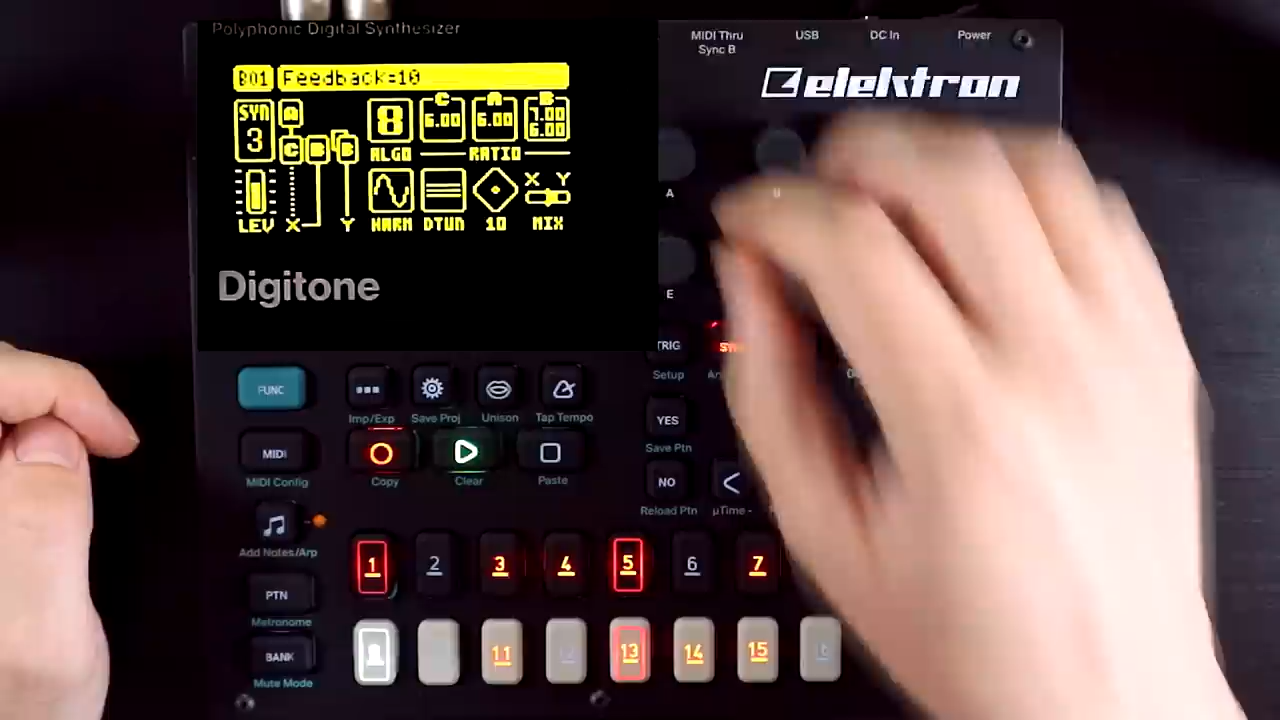 Polyphonic Digital Synthesizer
MIDI Thru
Sync B
USB
DC In
Power
elektron
B01 Feedback=10
SYN
3
A
C B B
8
C
6.00
A
6.00
B
1.00
6.00
ALGO
RATIO
X Y
LEV X Y HARM DTUN 10 MIX
Digitone
A
B
E
TRIG
SYN
Setup
FUNC
Imp/Exp
Save Proj
Unison
Tap Tempo
YES
Save Ptn
MIDI
MIDI Config
Copy
Clear
Paste
NO
Reload Ptn
µTime -
Add Notes/Arp
PTN
Metronome
1 2 3 4 5 6 7
BANK
Mute Mode
11 12 13 14 15